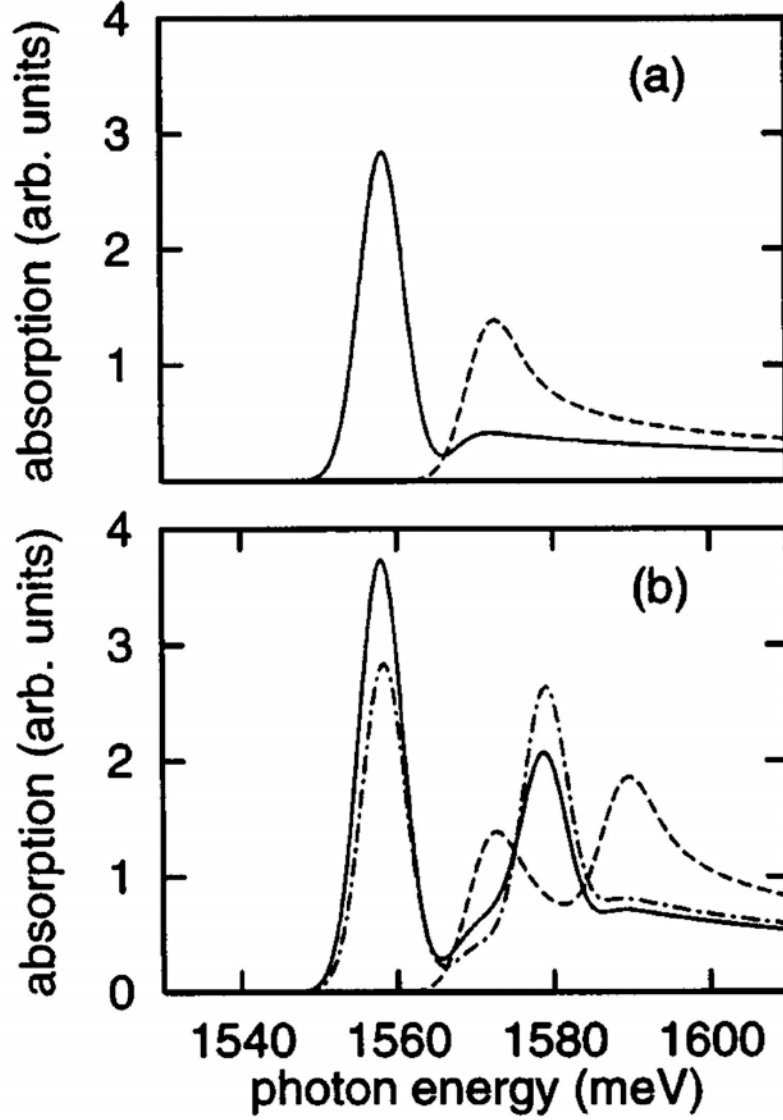 4
(a)
3
2
1
absorption (arb. units)
4
(b)
3
2
1
0
absorption (arb. units)
1540 1560 1580 1600
photon energy (meV)